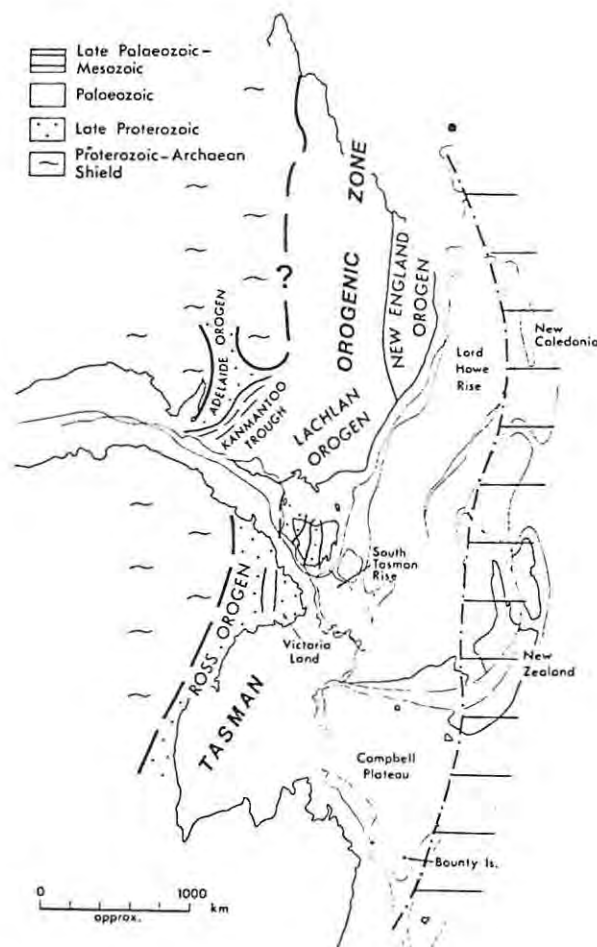 Late Palaeozoic–
Mesozoic
Palaeozoic
Late Proterozoic
Proterozoic–Archaean
Shield
ZONE
OROGENIC
NEW ENGLAND
OROGEN
?
ADELAIDE OROGEN
KANMANTOO
TROUGH
LACHLAN
OROGEN
Lord
Howe
Rise
New
Caledonia
South
Tasman
Rise
ROSS OROGEN
Victoria
Land
TASMAN
New
Zealand
Campbell
Plateau
Bounty Is.
0 1000
approx. km